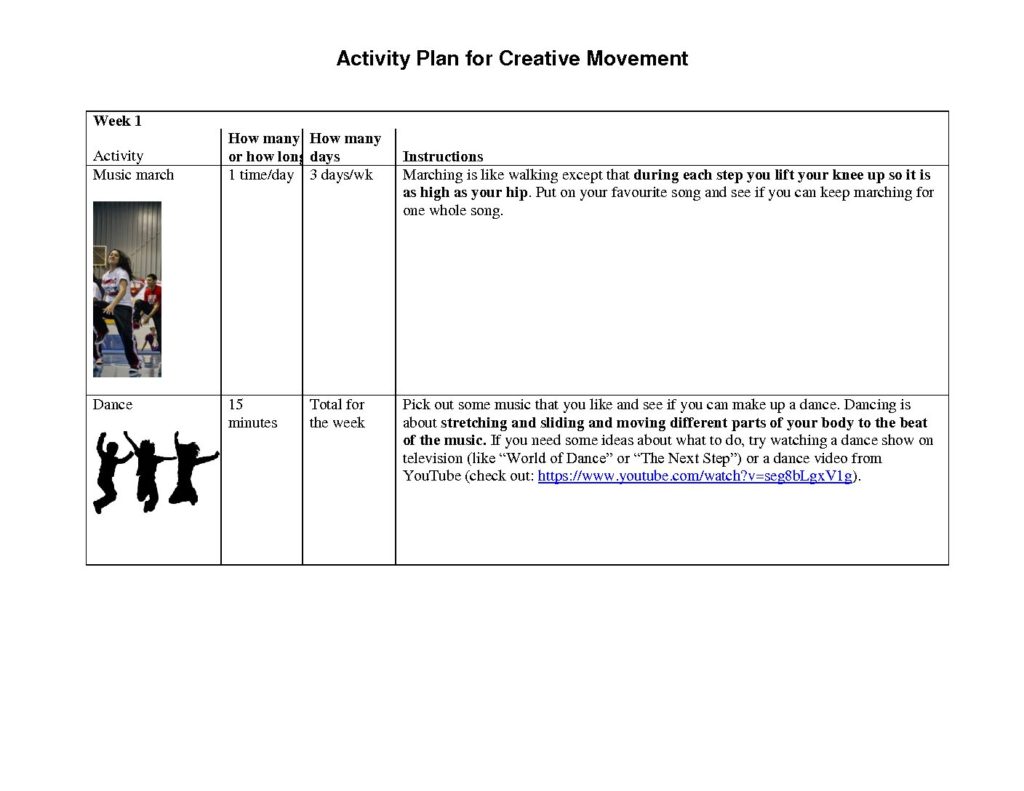 Activity Plan for Creative Movement
Week 1
Activity
How many
or how long
How many
days
Instructions
Music march
1 time/day
3 days/wk
Marching is like walking except that during each step you lift your knee up so it is
as high as your hip. Put on your favourite song and see if you can keep marching for
one whole song.
Dance
15
minutes
Total for
the week
Pick out some music that you like and see if you can make up a dance. Dancing is
about stretching and sliding and moving different parts of your body to the beat
of the music. If you need some ideas about what to do, try watching a dance show on
television (like “World of Dance” or “The Next Step”) or a dance video from
YouTube (check out: https://www.youtube.com/watch?v=seg8bLgxV1g).